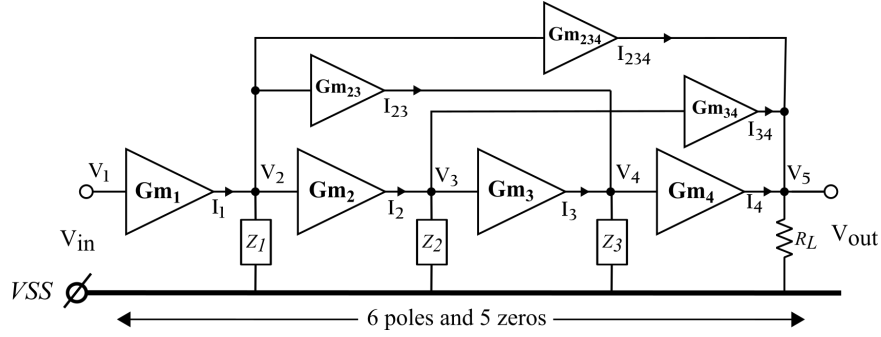 Gm234
I234
Gm23
I23
Gm34
I34
V1
Gm1
I1
V2
Gm2
I2
V3
Gm3
I3
V4
Gm4
I4
V5
Vin
Z1
Z2
Z3
RL
Vout
VSS
6 poles and 5 zeros